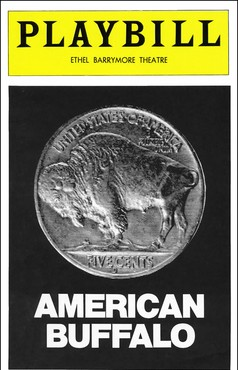 PLAYBILL
ETHEL BARRYMORE THEATRE
UNITED·STATES·OF·AMERICA
FIVE CENTS
AMERICAN
BUFFALO